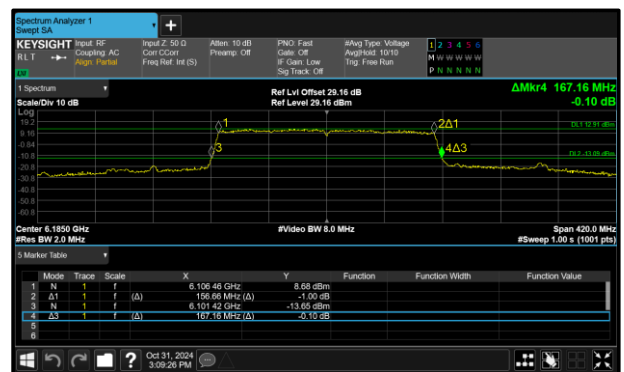 Spectrum Analyzer 1
Swept SA
+
KEYSIGHT Input: RF Input Z: 50 Ω Atten: 10 dB PNO: Fast #Avg Type: Voltage 1 2 3 4 5 6
RLT Coupling: AC Corr CCorr Preamp: Off Gate: Off Avg|Hold: 10/10 M W W W W W
Align: Partial Freq Ref: Int (S) IF Gain: Low Trig: Free Run
Sig Track: Off P N N N N N
1 Spectrum Ref Lvl Offset 29.16 dB ΔMkr4 167.16 MHz
Scale/Div 10 dB Ref Level 29.16 dBm -0.10 dB
Log
19.2
9.16
-0.84
-10.8
-20.8
-30.8
-40.8
-50.8
-60.8
1
2Δ1
DL1 12.91 dBm
3
4Δ3
DL2 -13.09 dBm
Center 6.1850 GHz #Video BW 8.0 MHz Span 420.0 MHz
#Res BW 2.0 MHz #Sweep 1.00 s (1001 pts)
5 Marker Table
Mode Trace Scale X Y Function Function Width Function Value
1 N 1 f 6.106 46 GHz 8.68 dBm
2 Δ1 1 f (Δ) 156.66 MHz (Δ) -1.00 dB
3 N 1 f 6.101 42 GHz -13.65 dBm
4 Δ3 1 f (Δ) 167.16 MHz (Δ) -0.10 dB
5
6
? Oct 31, 2024
3:09:26 PM